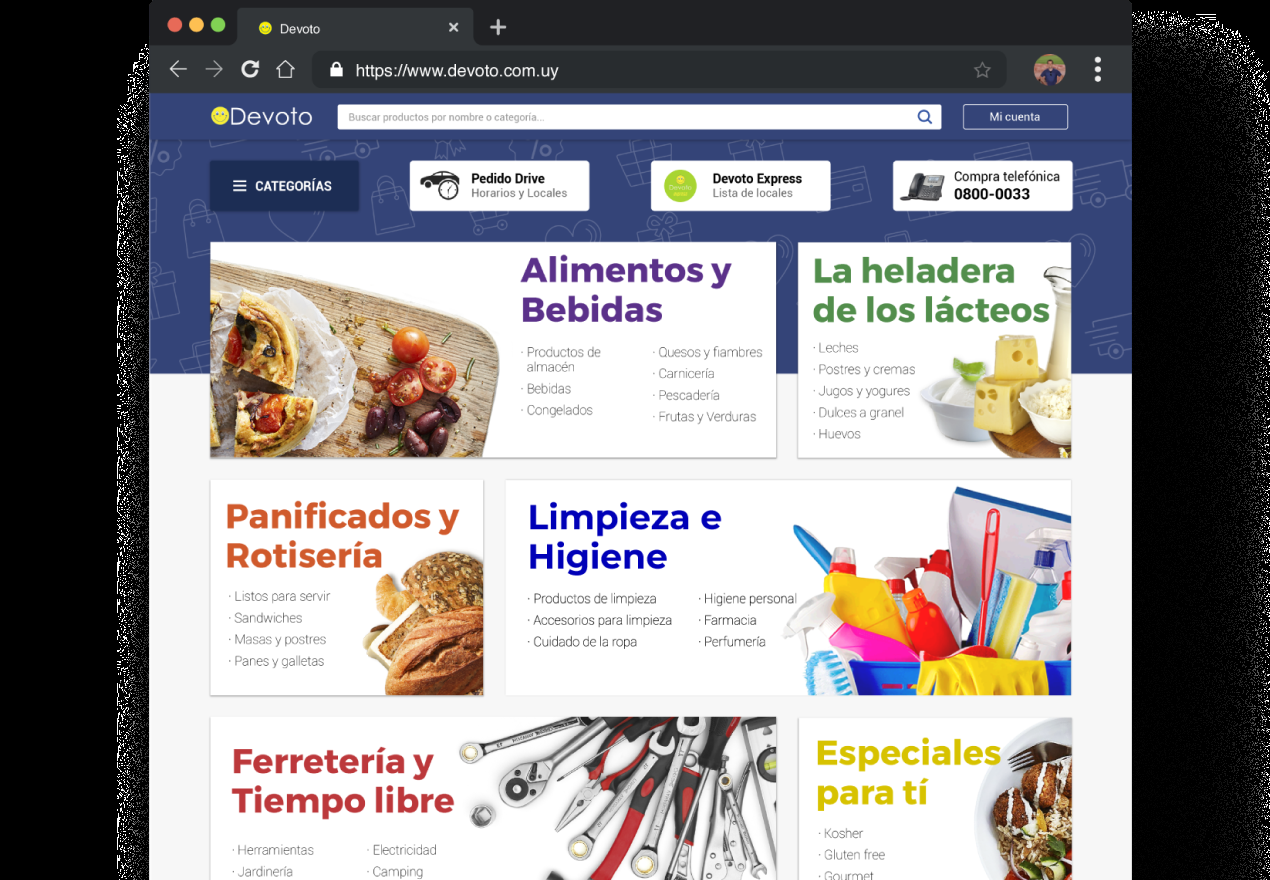 Devoto
https://www.devoto.com.uy
Devoto
Buscar productos por nombre o categoría...
Mi cuenta
CATEGORÍAS
Pedido Drive
Horarios y Locales
Devoto Express
Lista de locales
Compra telefónica
0800-0033
Alimentos y
Bebidas
· Productos de
almacén
· Bebidas
· Congelados
· Quesos y fiambres
· Carnicería
· Pescadería
· Frutas y Verduras
La heladera
de los lácteos
· Leches
· Postres y cremas
· Jugos y yogures
· Dulces a granel
· Huevos
Panificados y
Rotisería
· Listos para servir
· Sandwiches
· Masas y postres
· Panes y galletas
Limpieza e
Higiene
· Productos de limpieza
· Accesorios para limpieza
· Cuidado de la ropa
· Higiene personal
· Farmacia
· Perfumería
Ferretería y
Tiempo libre
· Herramientas
· Jardinería
· Electricidad
· Camping
Especiales
para tí
· Kosher
· Gluten free
· Gourmet